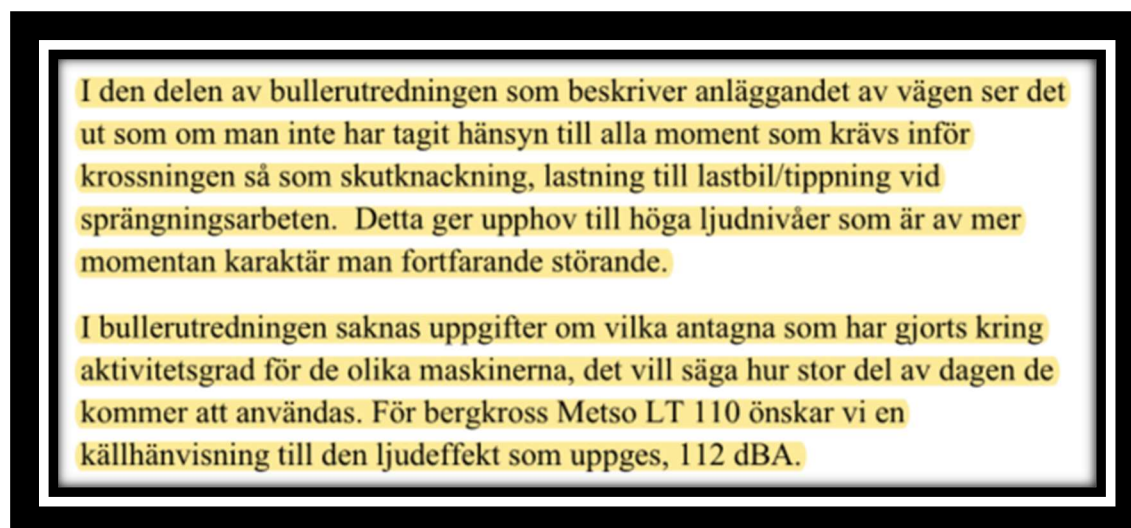 I den delen av bullerutredningen som beskriver anläggandet av vägen ser det
ut som om man inte har tagit hänsyn till alla moment som krävs inför
krossningen så som skutknackning, lastning till lastbil/tippning vid
sprängningsarbeten.  Detta ger upphov till höga ljudnivåer som är av mer
momentan karaktär man fortfarande störande.
I bullerutredningen saknas uppgifter om vilka antagna som har gjorts kring
aktivitetsgrad för de olika maskinerna, det vill säga hur stor del av dagen de
kommer att användas. För bergkross Metso LT 110 önskar vi en
källhänvisning till den ljudeffekt som uppges, 112 dBA.